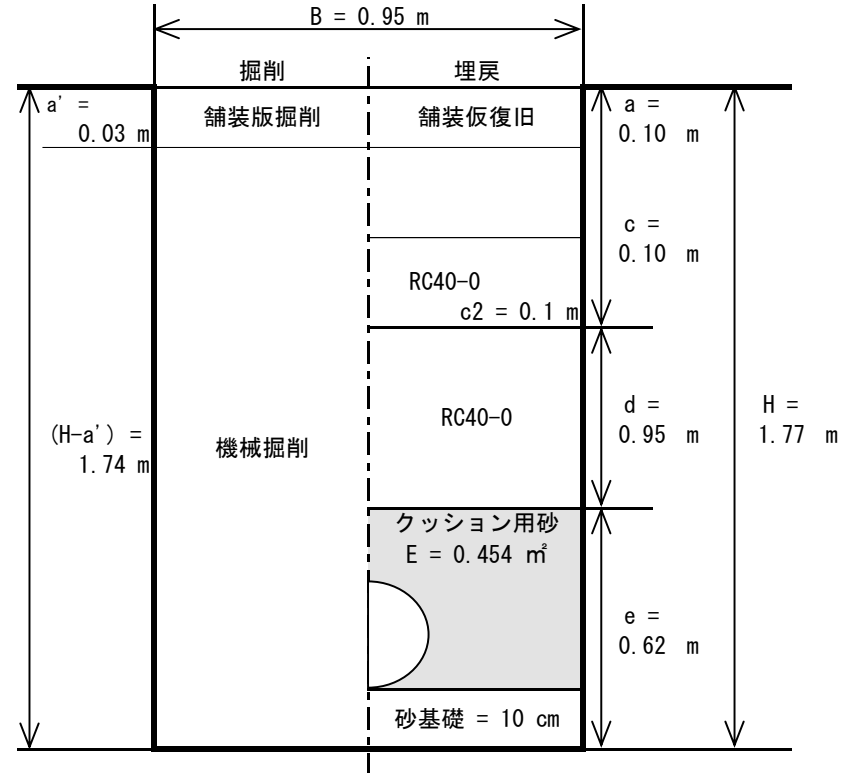 B = 0.95 m
掘削
埋戻
a' =
0.03 m
舗装版掘削
舗装仮復旧
a =
0.10 m
c =
0.10 m
RC40-0
c2 = 0.1 m
(H-a') =
1.74 m
機械掘削
RC40-0
d =
0.95 m
H =
1.77 m
クッション用砂
E = 0.454 ㎡
e =
0.62 m
砂基礎 = 10 cm